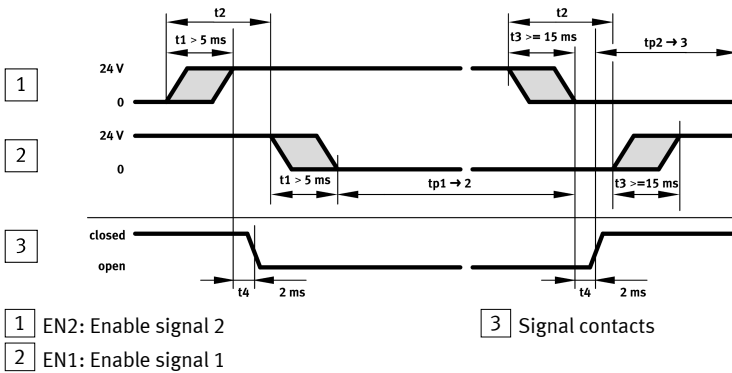 t2 t2
t1 > 5 ms t3 >= 15 ms tp2 → 3
24 V
1
0
24 V
2
0
t1 > 5 ms tp1 → 2 t3 >=15 ms
closed
3
open
t4 2 ms t4 2 ms
1 EN2: Enable signal 2 3 Signal contacts
2 EN1: Enable signal 1